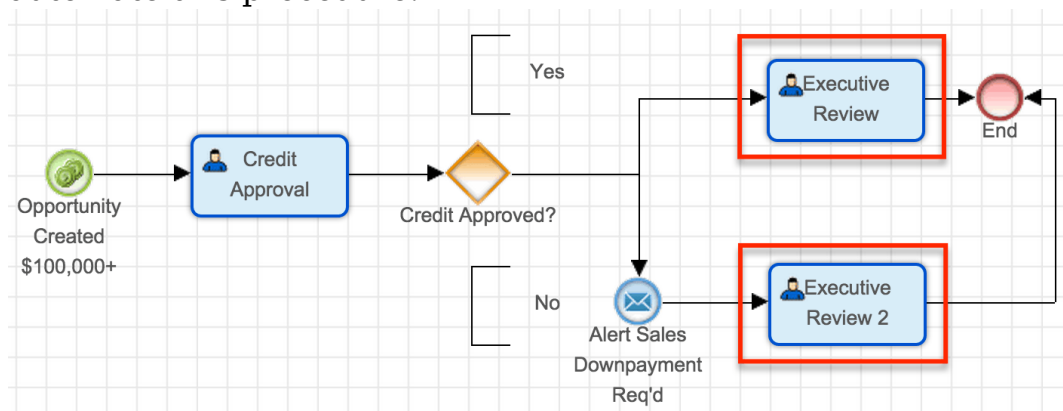 Opportunity
Created
$100,000+
Credit
Approval
Credit Approved?
Yes
No
Alert Sales
Downpayment
Req'd
Executive
Review
Executive
Review 2
End